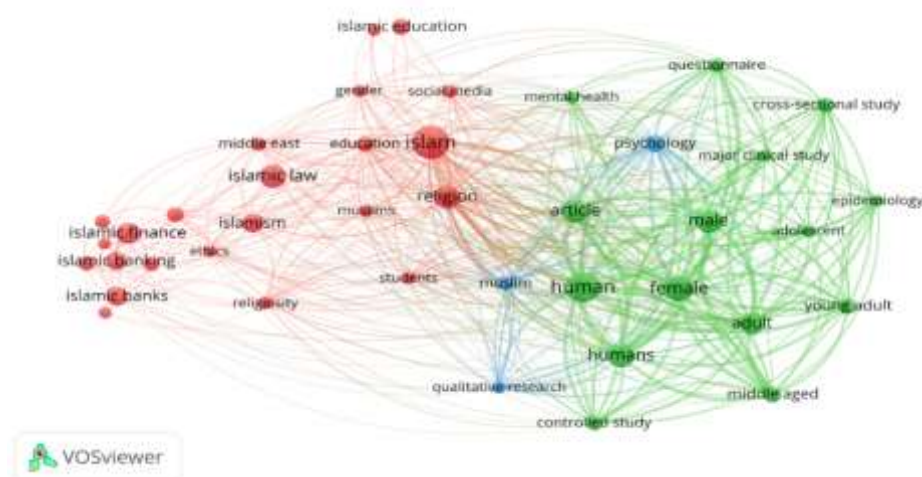 islamic education
questionnaire
gender
social media
mental health
cross-sectional study
middle east
education
islam
psychology
major clinical study
islamic law
religion
epidemiology
muslims
article
male
islamism
adolescent
islamic finance
ethics
islamic banking
students
muslim
human
female
islamic banks
religiosity
young adult
adult
humans
qualitative research
middle aged
controlled study
VOSviewer